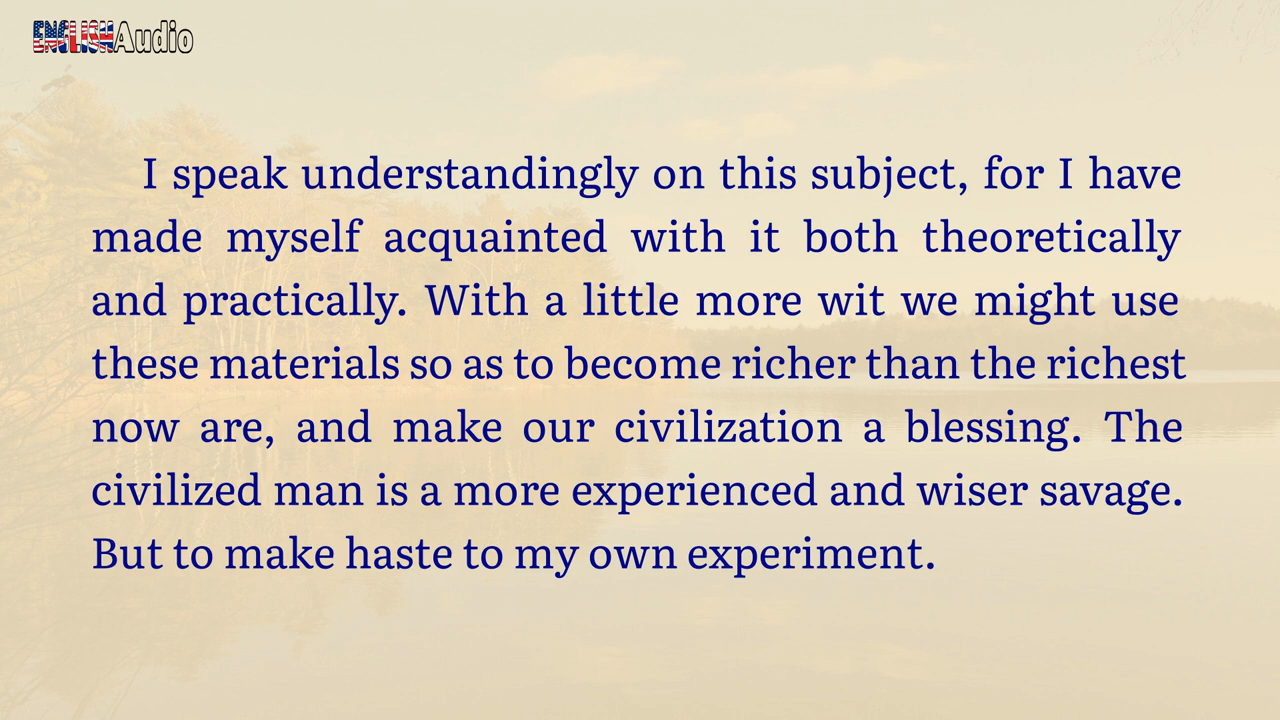 ENGLISHAudio
I speak understandingly on this subject, for I have
made myself acquainted with it both theoretically
and practically. With a little more wit we might use
these materials so as to become richer than the richest
now are, and make our civilization a blessing. The
civilized man is a more experienced and wiser savage.
But to make haste to my own experiment.